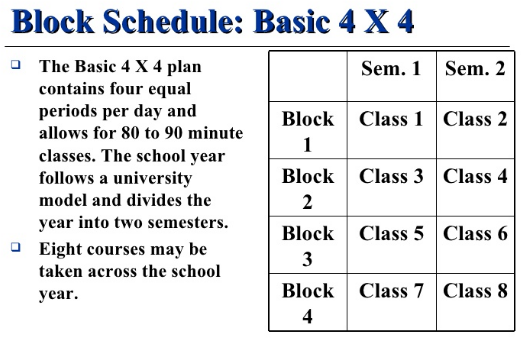 Block Schedule: Basic 4 X 4
The Basic 4 X 4 plan
contains four equal
periods per day and
allows for 80 to 90 minute
classes. The school year
follows a university
model and divides the
year into two semesters.
Eight courses may be
taken across the school
year.
Sem. 1 Sem. 2
Block Class 1 Class 2
1
Block Class 3 Class 4
2
Block Class 5 Class 6
3
Block Class 7 Class 8
4